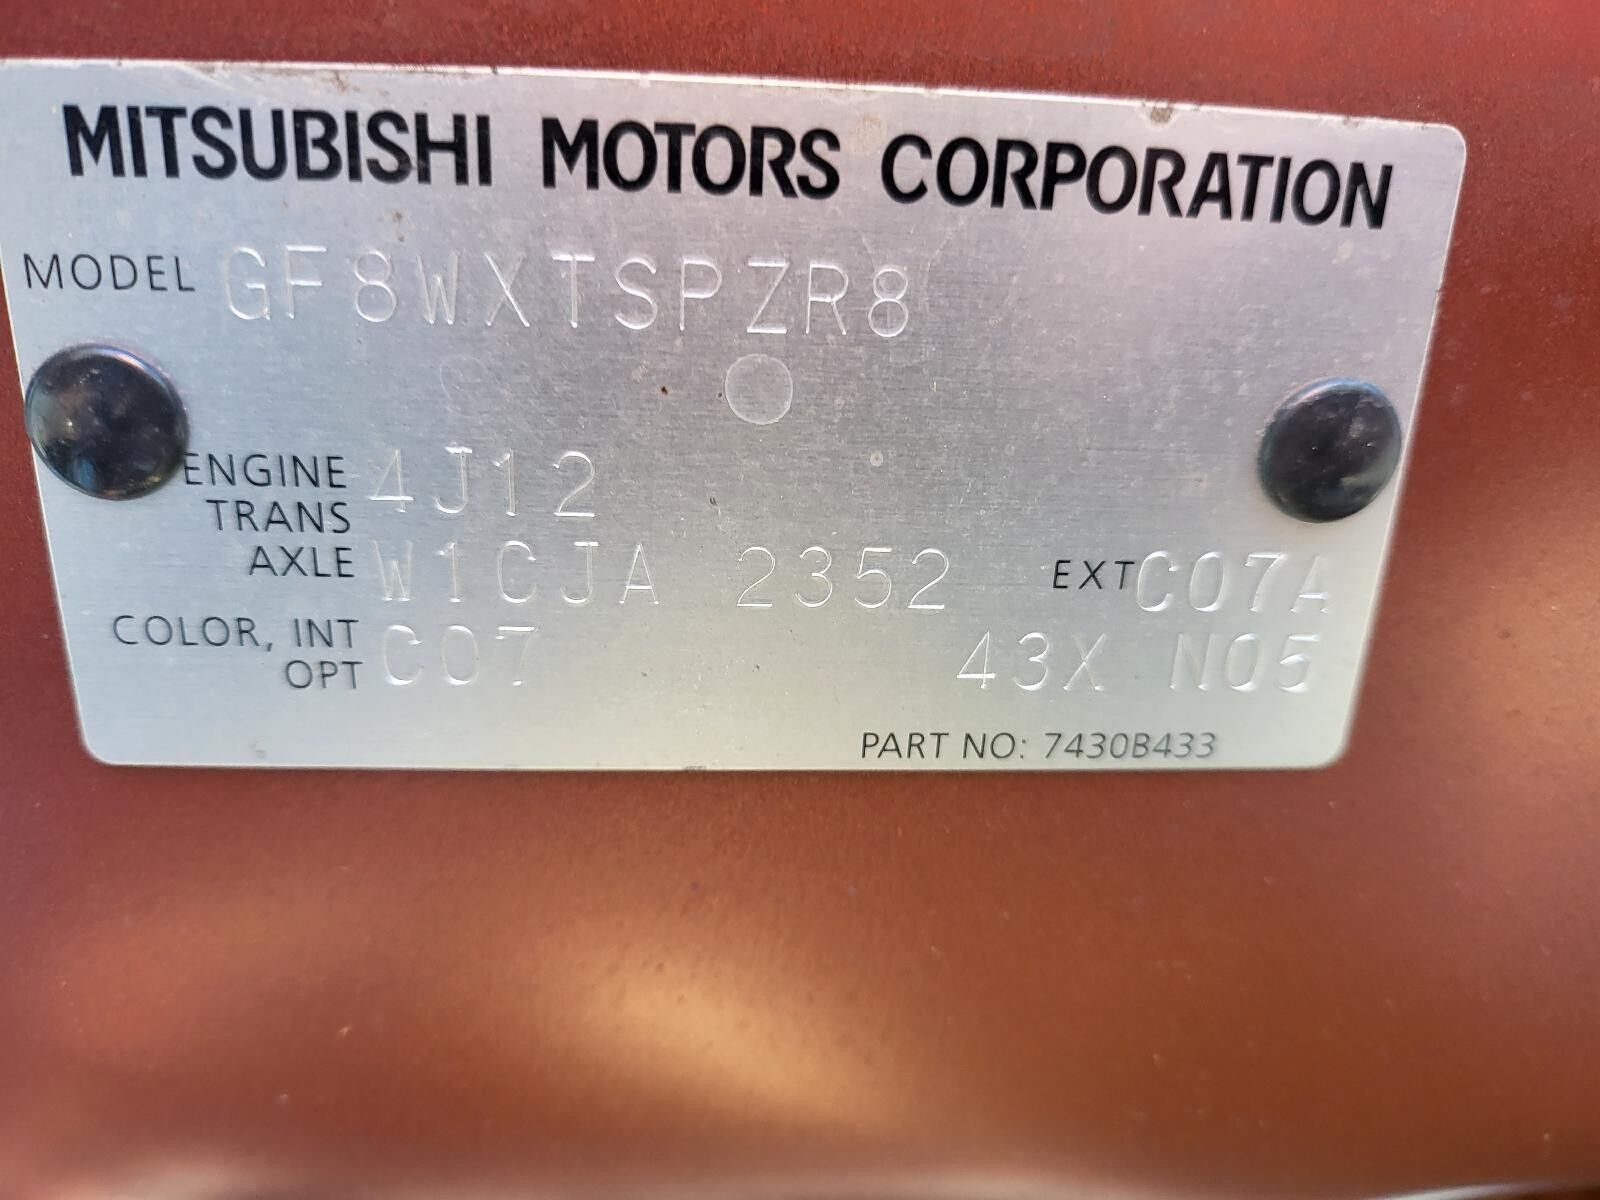 MITSUBISHI MOTORS CORPORATION
MODEL GF8WXTSPZR8
ENGINE 4J12
TRANS
AXLE W1CJA 2352 EXT C07A
COLOR, INT C07 43X N05
OPT
PART NO: 7430B433